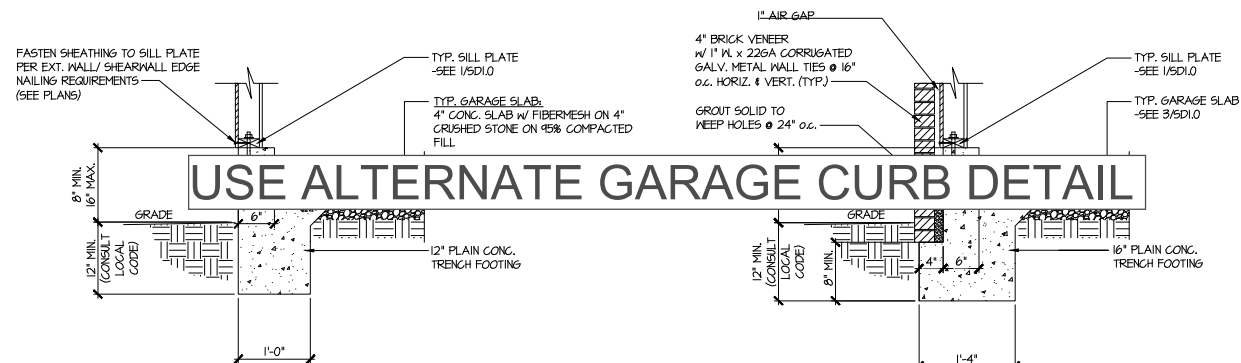 FASTEN SHEATHING TO SILL PLATE
PER EXT. WALL/ SHEARWALL EDGE
NAILING REQUIREMENTS
(SEE PLANS)
TYP. SILL PLATE
-SEE 1/SD1.0
TYP. GARAGE SLAB:
4" CONC. SLAB W/ FIBERMESH ON 4"
CRUSHED STONE ON 95% COMPACTED
FILL
8" MIN.
16" MAX.
GRADE
6"
12" MIN.
(CONSULT
LOCAL
CODE)
12" PLAIN CONC.
TRENCH FOOTING
1'-0"
USE ALTERNATE GARAGE CURB DETAIL
1" AIR GAP
4" BRICK VENEER
W/ 1" W. x 22GA CORRUGATED
GALV. METAL WALL TIES @ 16"
o.c. HORIZ. & VERT. (TYP.)
GROUT SOLID TO
WEEP HOLES @ 24" o.c.
TYP. SILL PLATE
-SEE 1/SD1.0
TYP. GARAGE SLAB
-SEE 3/SD1.0
GRADE
12" MIN.
(CONSULT
LOCAL
CODE)
8" MIN.
4"
6"
16" PLAIN CONC.
TRENCH FOOTING
1'-4"